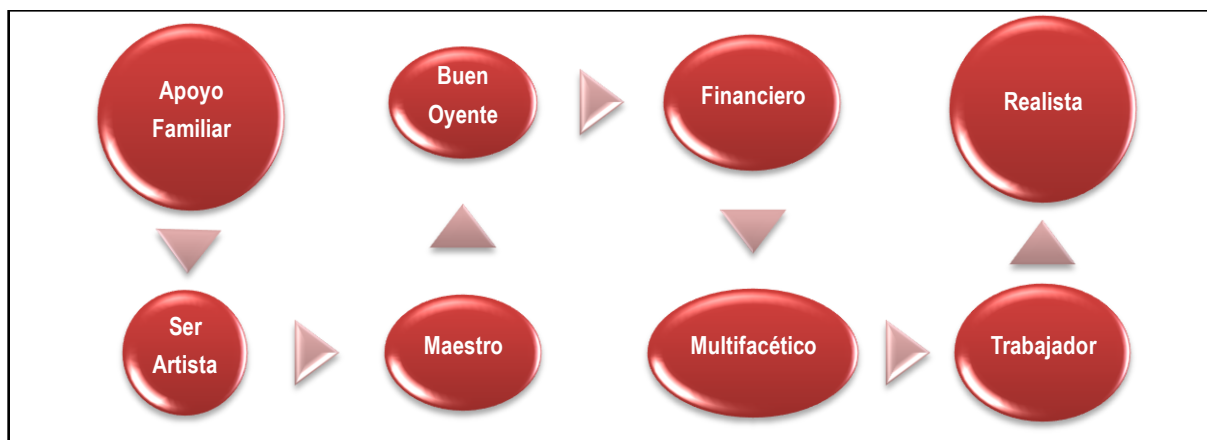 Apoyo
Familiar
Ser
Artista
Maestro
Buen
Oyente
Financiero
Multifacético
Trabajador
Realista